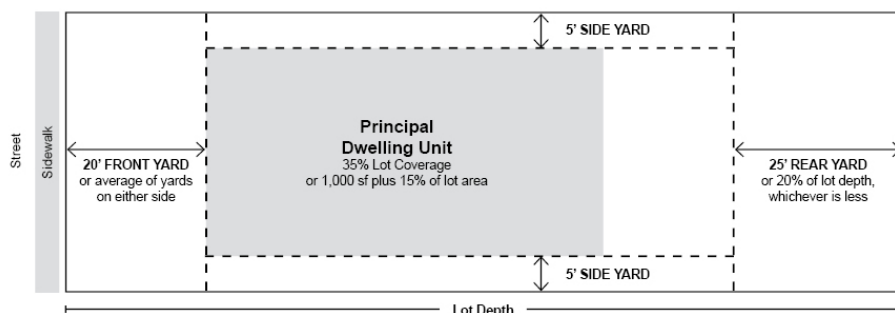 5' SIDE YARD
Street
Sidewalk
Principal
Dwelling Unit
35% Lot Coverage
or 1,000 sf plus 15% of lot area
20' FRONT YARD
or average of yards
on either side
25' REAR YARD
or 20% of lot depth,
whichever is less
5' SIDE YARD
Lot Depth